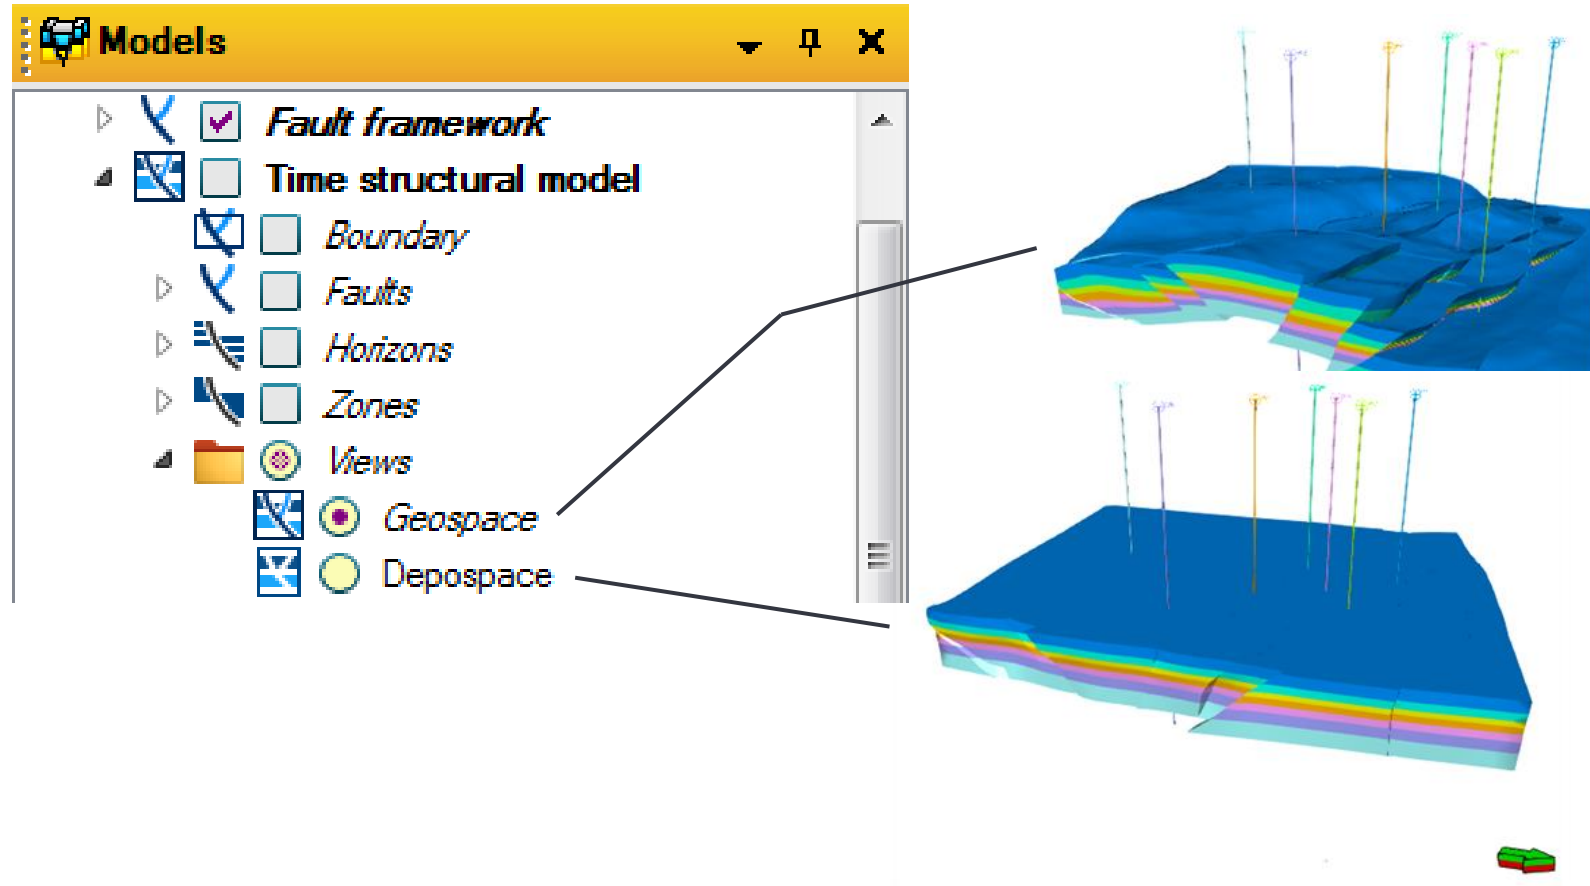 Models
Fault framework
Time structural model
Boundary
Faults
Horizons
Zones
Views
Geospace
Depospace